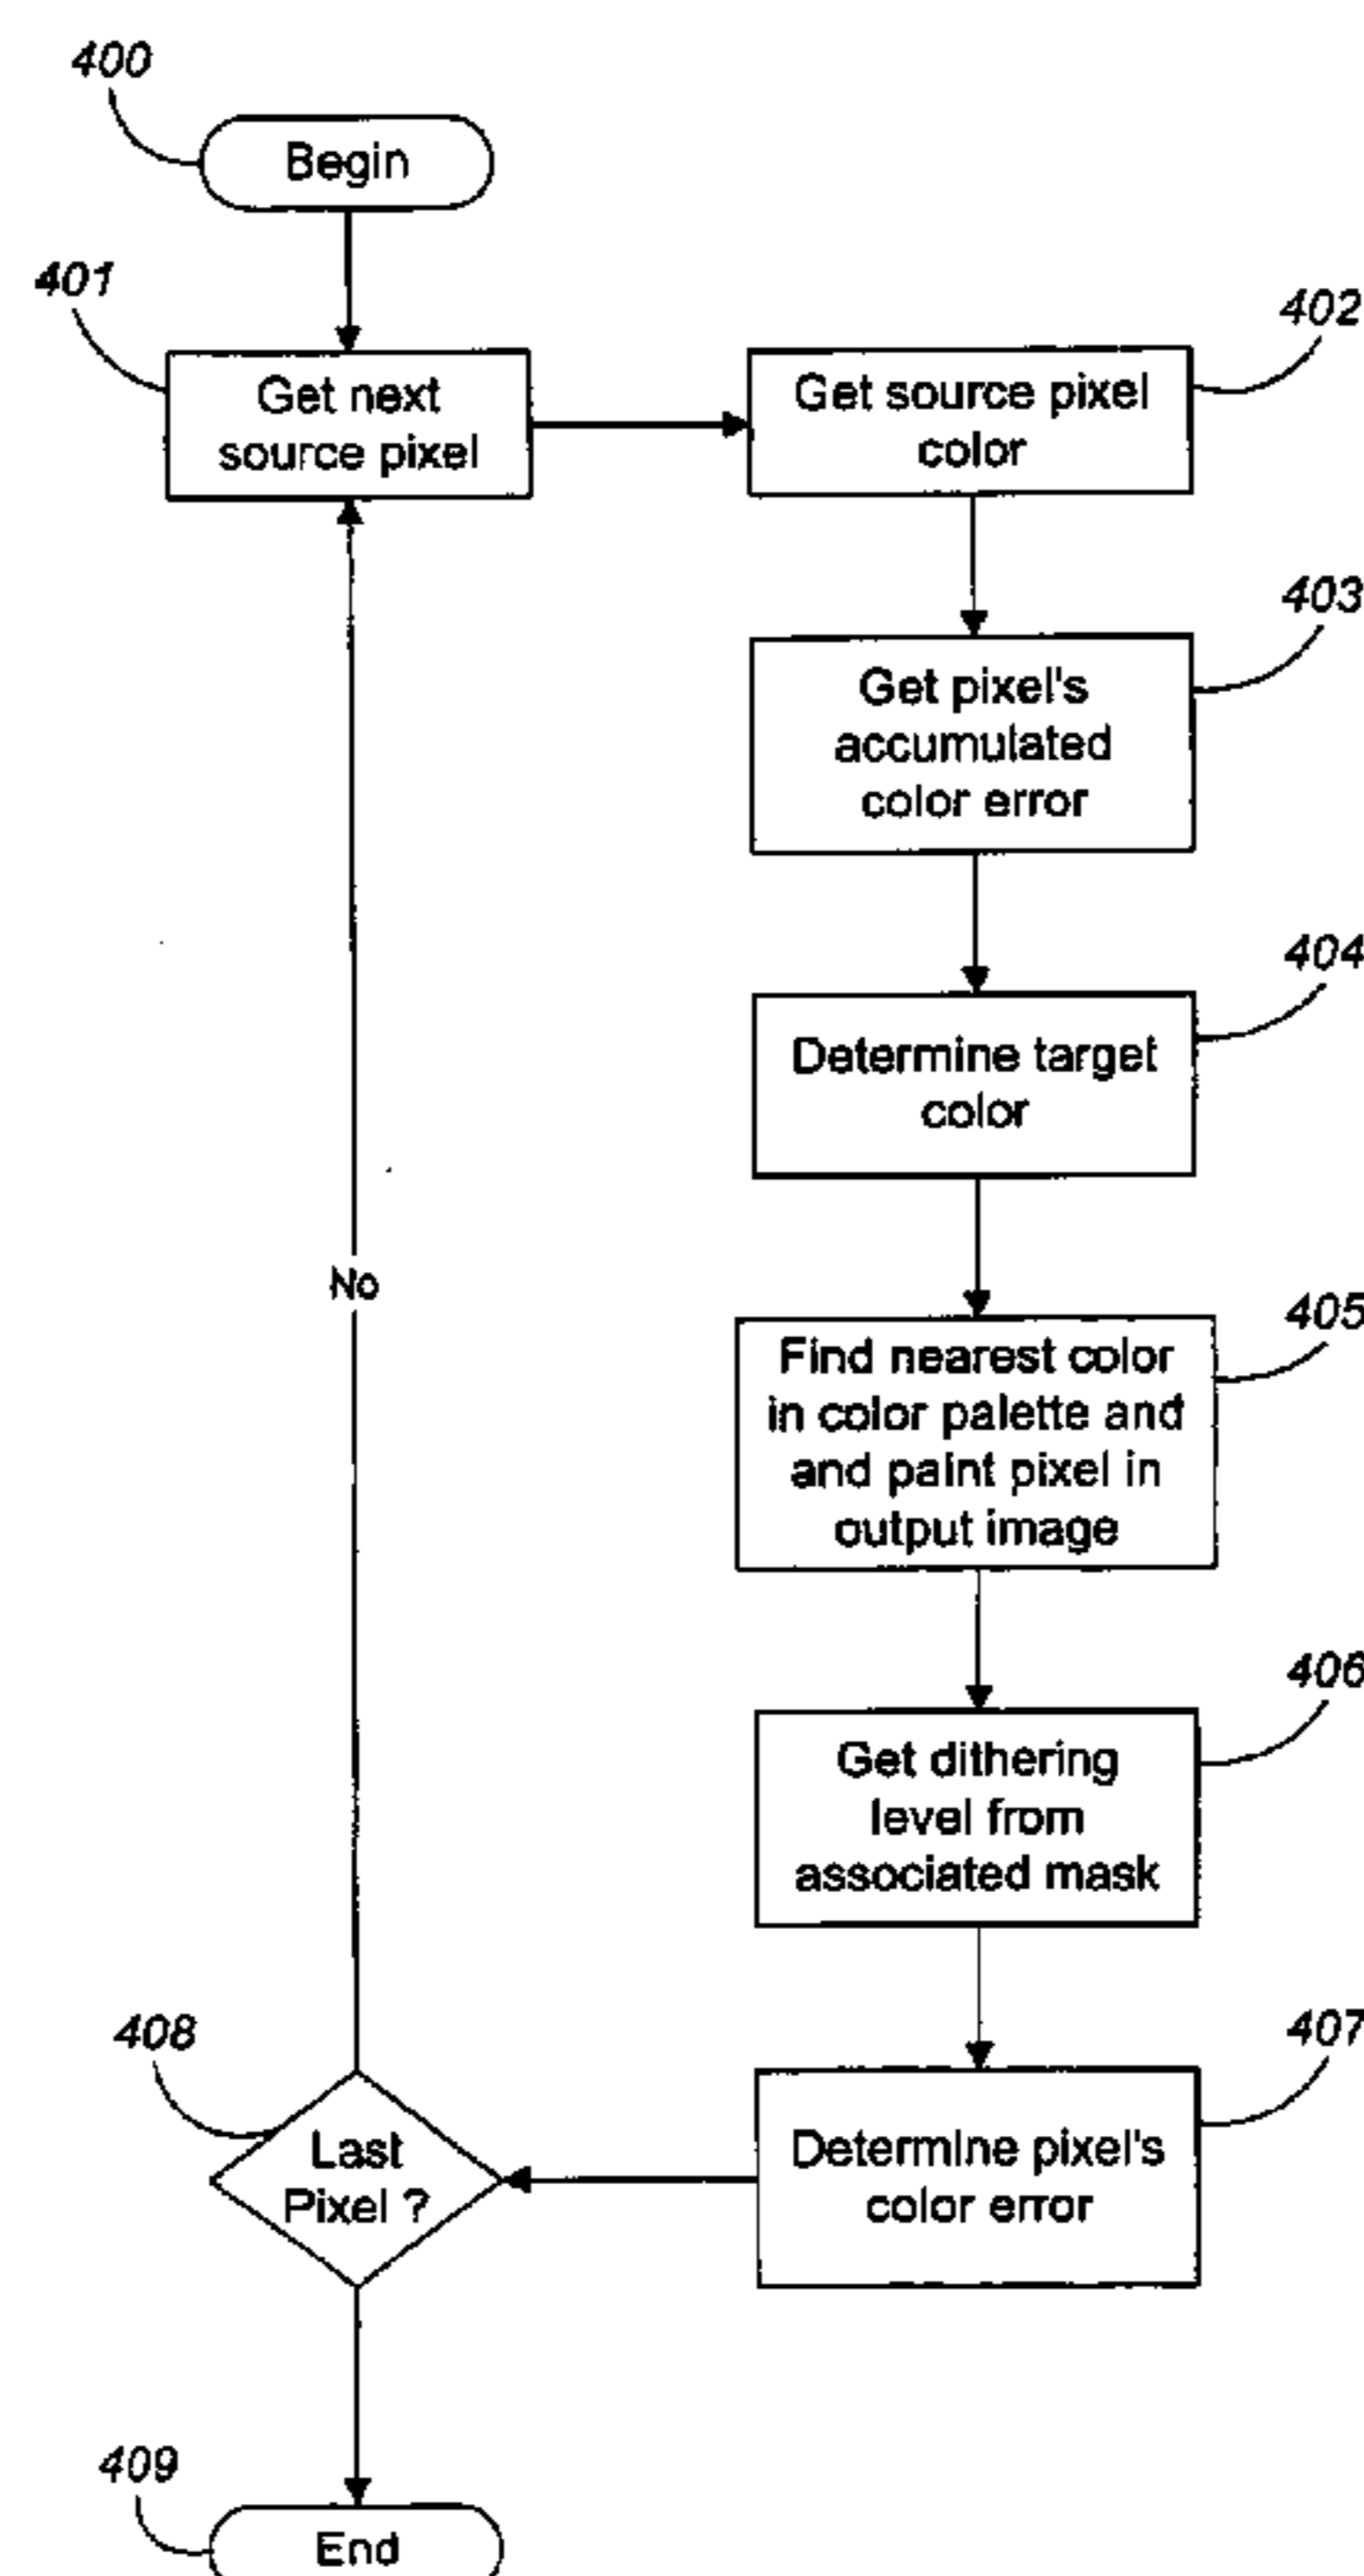 400
Begin
401
Get next
source pixel
402
Get source pixel
color
403
Get pixel's
accumulated
color error
404
Determine target
color
405
Find nearest color
in color palette and
and paint pixel in
output image
406
Get dithering
level from
associated mask
407
Determine pixel's
color error
408
Last
Pixel ?
No
409
End